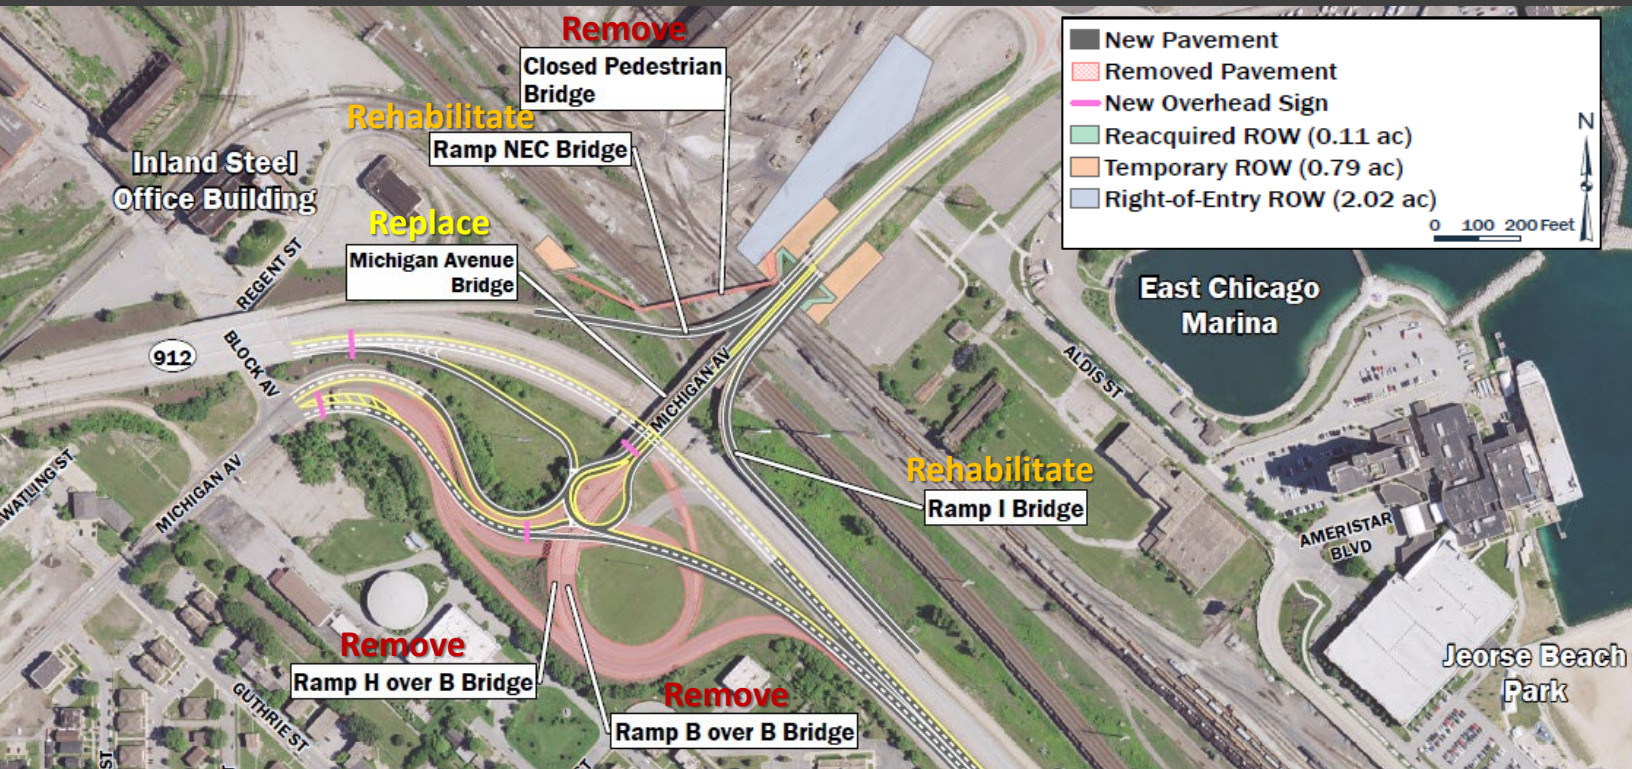 Remove
Closed Pedestrian
Bridge
Rehabilitate
Ramp NEC Bridge
Inland Steel
Office Building
Replace
Michigan Avenue
Bridge
REGENT ST
912
BLOCK AV
MICHIGAN AV
WATLING ST
MICHIGAN AV
New Pavement
Removed Pavement
New Overhead Sign
Reacquired ROW (0.11 ac)
Temporary ROW (0.79 ac)
Right-of-Entry ROW (2.02 ac)
N
0 100 200 Feet
East Chicago
Marina
ALDIS ST
Rehabilitate
Ramp I Bridge
AMERISTAR
BLVD
Jeorse Beach
Park
Remove
Ramp H over B Bridge
Remove
Ramp B over B Bridge
GUTHRIE ST
ST
ST